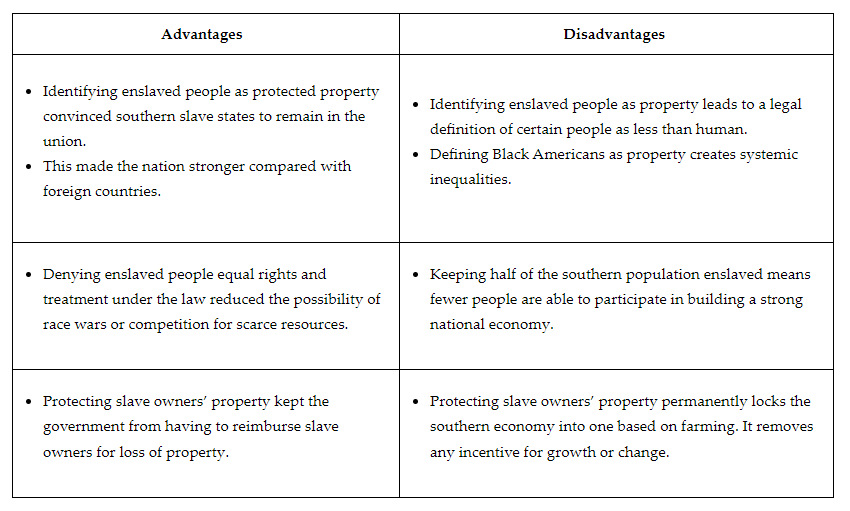 Advantages
Disadvantages
• Identifying enslaved people as protected property
convinced southern slave states to remain in the
union.
• This made the nation stronger compared with
foreign countries.
• Identifying enslaved people as property leads to a legal
definition of certain people as less than human.
• Defining Black Americans as property creates systemic
inequalities.
• Denying enslaved people equal rights and
treatment under the law reduced the possibility of
race wars or competition for scarce resources.
• Keeping half of the southern population enslaved means
fewer people are able to participate in building a strong
national economy.
• Protecting slave owners’ property kept the
government from having to reimburse slave
owners for loss of property.
• Protecting slave owners’ property permanently locks the
southern economy into one based on farming. It removes
any incentive for growth or change.